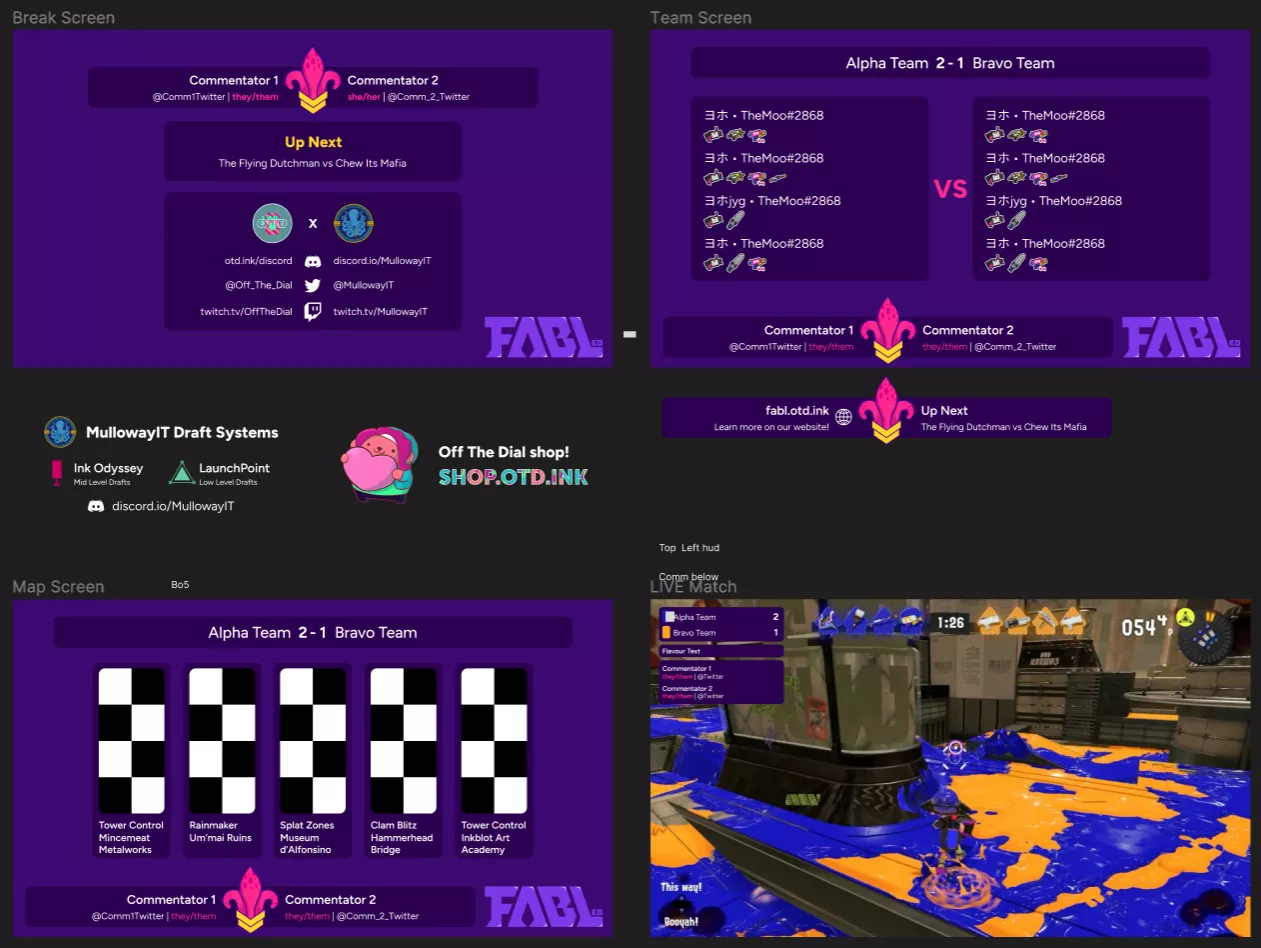 Break Screen
Commentator 1
@Comm1Twitter | they/them
Commentator 2
she/her | @Comm_2_Twitter
Up Next
The Flying Dutchman vs Chew Its Mafia
X
otd.ink/discord
discord.io/MullowayIT
@Off_The_Dial
@MullowayIT
twitch.tv/OffTheDial
twitch.tv/MullowayIT
FABL ED
Team Screen
Alpha Team 2 - 1 Bravo Team
ヨホ • TheMoo#2868
ヨホ • TheMoo#2868
ヨホjyg • TheMoo#2868
ヨホ • TheMoo#2868
VS
ヨホ • TheMoo#2868
ヨホ • TheMoo#2868
ヨホjyg • TheMoo#2868
ヨホ • TheMoo#2868
Commentator 1
@Comm1Twitter | they/them
Commentator 2
they/them | @Comm_2_Twitter
FABL ED
MullowayIT Draft Systems
Ink Odyssey
Mid Level Drafts
LaunchPoint
Low Level Drafts
discord.io/MullowayIT
Off The Dial shop!
SHOP.OTD.INK
fabl.otd.ink
Learn more on our website!
Up Next
The Flying Dutchman vs Chew Its Mafia
Top Left hud
Comm below
Map Screen
Bo5
Alpha Team 2 - 1 Bravo Team
Tower Control
Mincemeat
Metalworks
Rainmaker
Um'mai Ruins
Splat Zones
Museum
d'Alfonsino
Clam Blitz
Hammerhead
Bridge
Tower Control
Inkblot Art
Academy
Commentator 1
@Comm1Twitter | they/them
Commentator 2
they/them | @Comm_2_Twitter
FABL ED
LIVE Match
Alpha Team 2
Bravo Team 1
Flavour Text
Commentator 1
they/them | @Twitter
Commentator 2
they/them | @Twitter
1:26
054 4 p
This way!
Booyah!